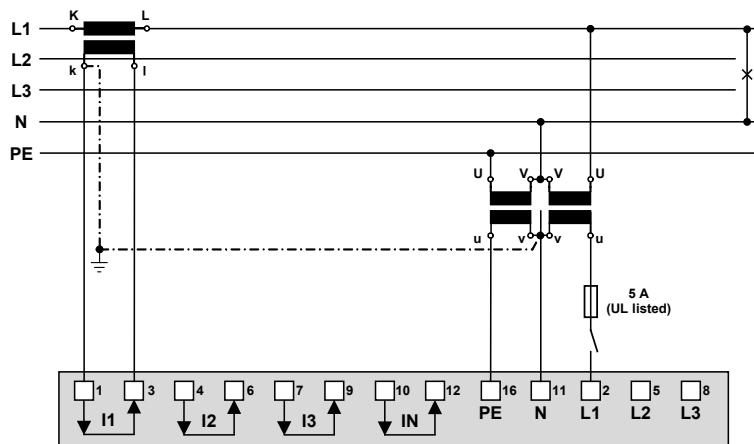 K L
L1
L2
k l
L3
N
PE
U V V U
u v v u
5 A
(UL listed)
1 3 4 6 7 9 10 12 16 11 2 5 8
I1 I2 I3 IN PE N L1 L2 L3